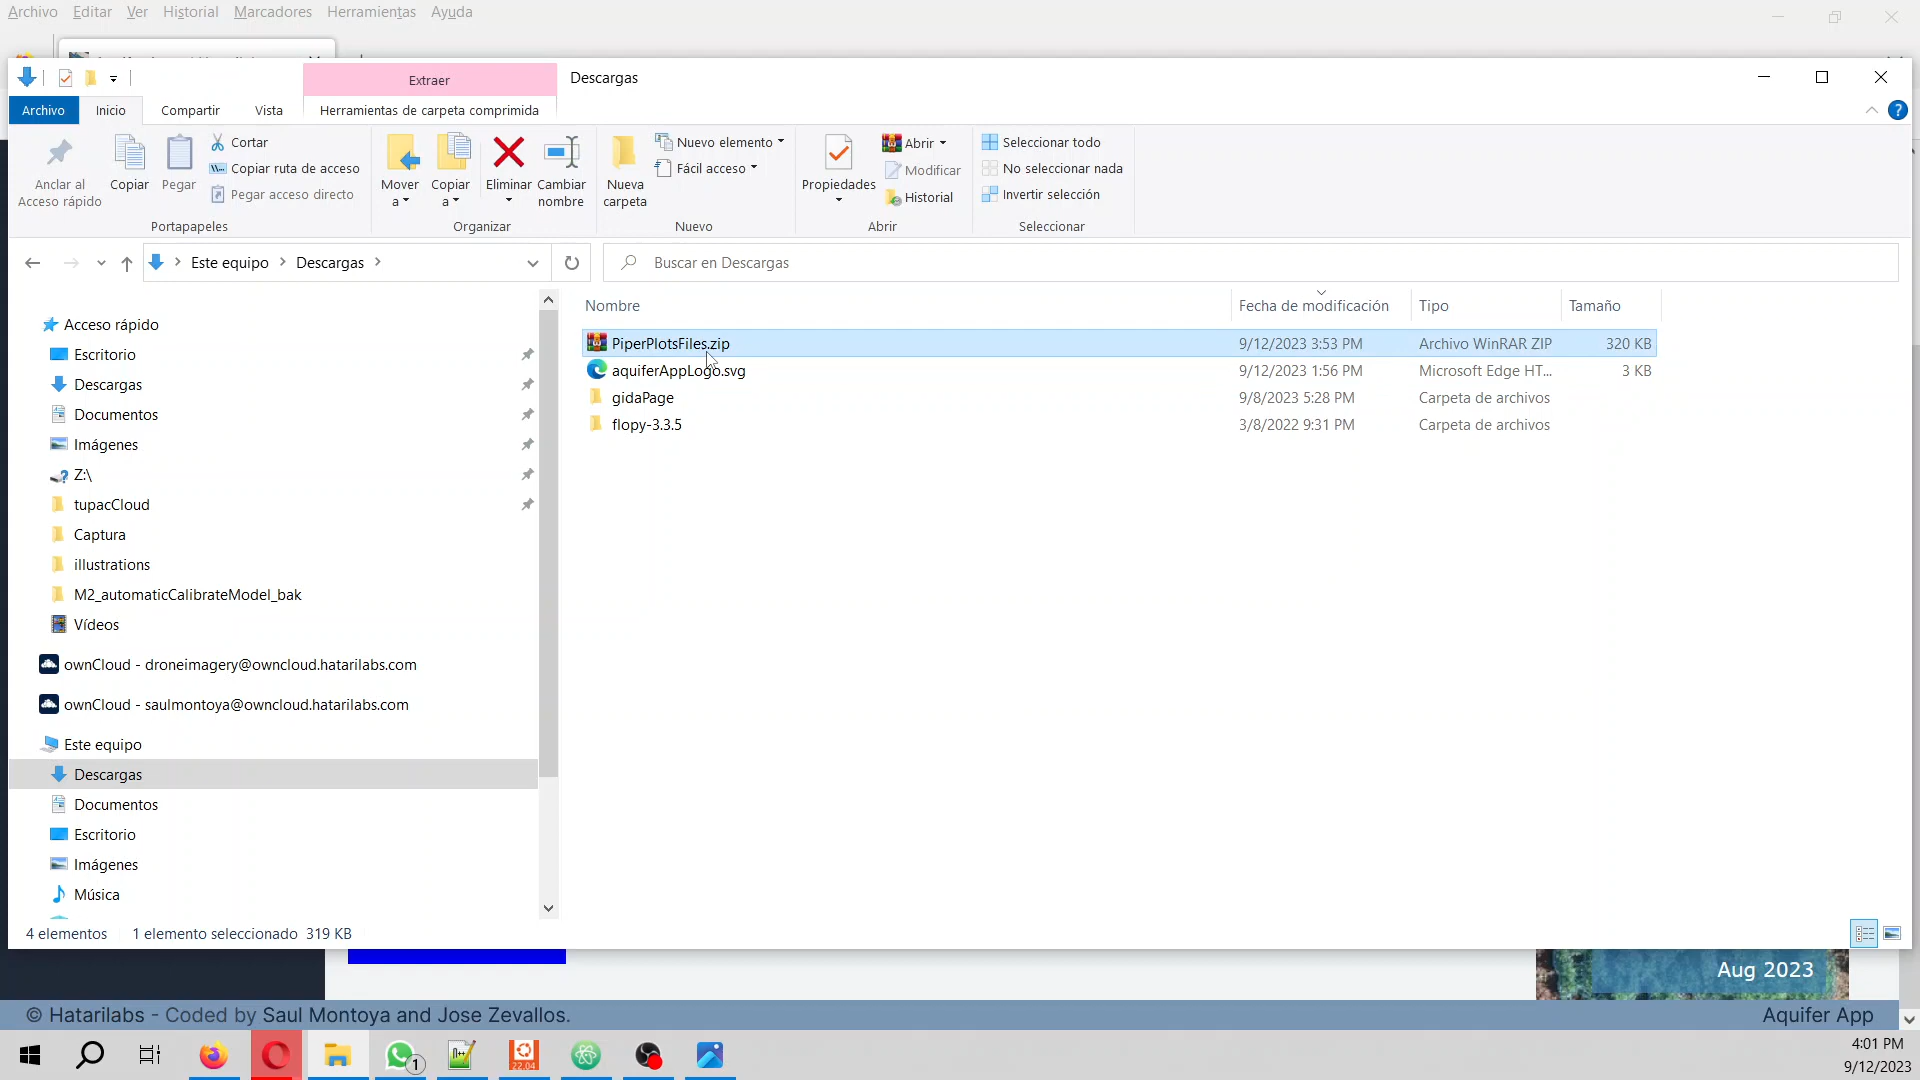 Archivo Editar Ver Historial Marcadores Herramientas Ayuda
Extraer Descargas
Archivo Inicio Compartir Vista Herramientas de carpeta comprimida
Anclar al Acceso rápido
Copiar
Pegar
Cortar
Copiar ruta de acceso
Pegar acceso directo
Portapapeles
Mover a
Copiar a
Eliminar
Cambiar nombre
Organizar
Nueva carpeta
Nuevo elemento
Fácil acceso
Nuevo
Propiedades
Abrir
Modificar
Historial
Abrir
Seleccionar todo
No seleccionar nada
Invertir selección
Seleccionar
Este equipo > Descargas >
Buscar en Descargas
Nombre Fecha de modificación Tipo Tamaño
PiperPlotsFiles.zip 9/12/2023 3:53 PM Archivo WinRAR ZIP 320 KB
aquiferAppLogo.svg 9/12/2023 1:56 PM Microsoft Edge HT... 3 KB
gidaPage 9/8/2023 5:28 PM Carpeta de archivos
flopy-3.3.5 3/8/2022 9:31 PM Carpeta de archivos
Acceso rápido
Escritorio
Descargas
Documentos
Imágenes
Z:\
tupacCloud
Captura
illustrations
M2_automaticCalibrateModel_bak
Vídeos
ownCloud - droneimagery@owncloud.hatarilabs.com
ownCloud - saulmontoya@owncloud.hatarilabs.com
Este equipo
Descargas
Documentos
Escritorio
Imágenes
Música
4 elementos 1 elemento seleccionado 319 KB
Aug 2023
© Hatarilabs - Coded by Saul Montoya and Jose Zevallos. Aquifer App
22.04
1
4:01 PM
9/12/2023